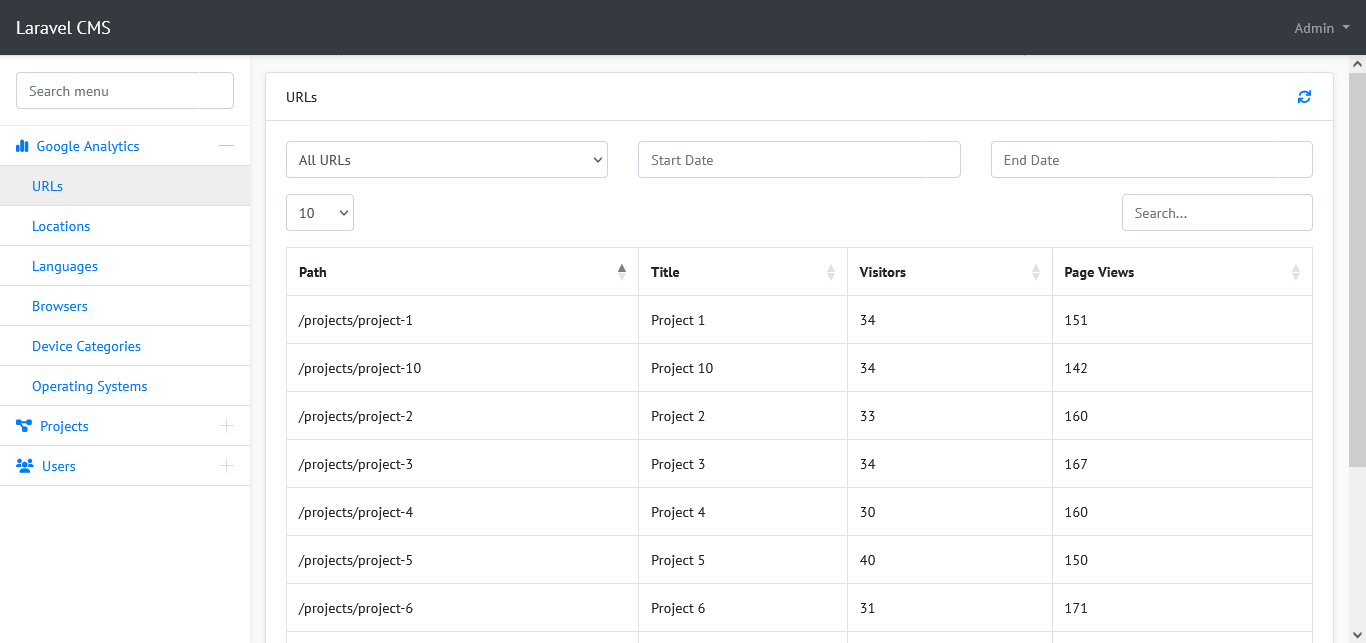 Laravel CMS
Admin
Search menu
Google Analytics
URLs
Locations
Languages
Browsers
Device Categories
Operating Systems
Projects
Users
URLs
All URLs Start Date End Date
10 Search...
Path Title Visitors Page Views
/projects/project-1 Project 1 34 151
/projects/project-10 Project 10 34 142
/projects/project-2 Project 2 33 160
/projects/project-3 Project 3 34 167
/projects/project-4 Project 4 30 160
/projects/project-5 Project 5 40 150
/projects/project-6 Project 6 31 171